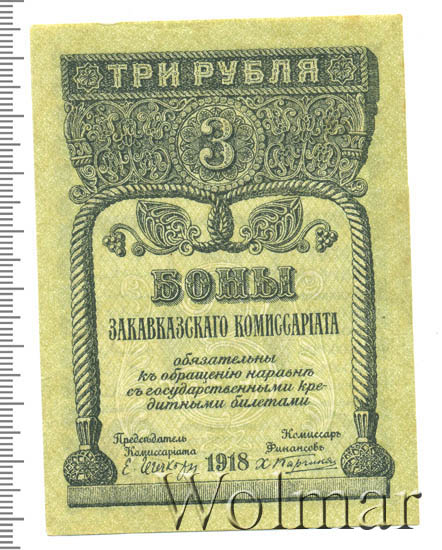 ТРИ РУБЛЯ
3
БОНЫ
ЗАКАВКАЗСКАГО КОМИССАРІАТА
обязательны
къ обращенію наравнѣ
съ государственными кре-
дитными билетами
Предсѣдатель Комиссаріата
Комиссаръ Финансовъ
1918
Wolmar